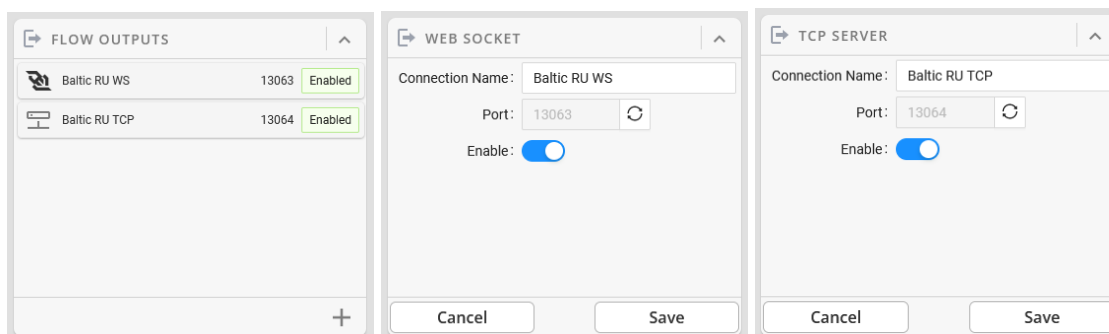 FLOW OUTPUTS
Baltic RU WS 13063 Enabled
Baltic RU TCP 13064 Enabled
WEB SOCKET
Connection Name: Baltic RU WS
Port: 13063
Enable:
Cancel Save
TCP SERVER
Connection Name: Baltic RU TCP
Port: 13064
Enable:
Cancel Save